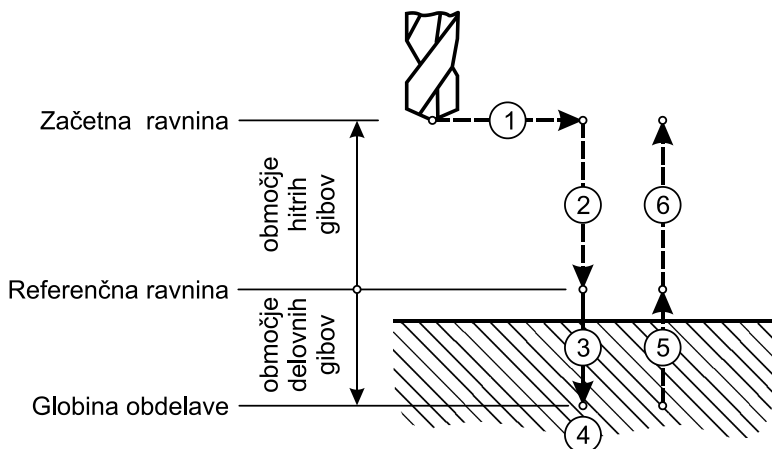 Začetna ravnina
1
območje
hitrih
gibov
2
6
Referenčna ravnina
območje
delovnih
gibov
3
5
Globina obdelave
4